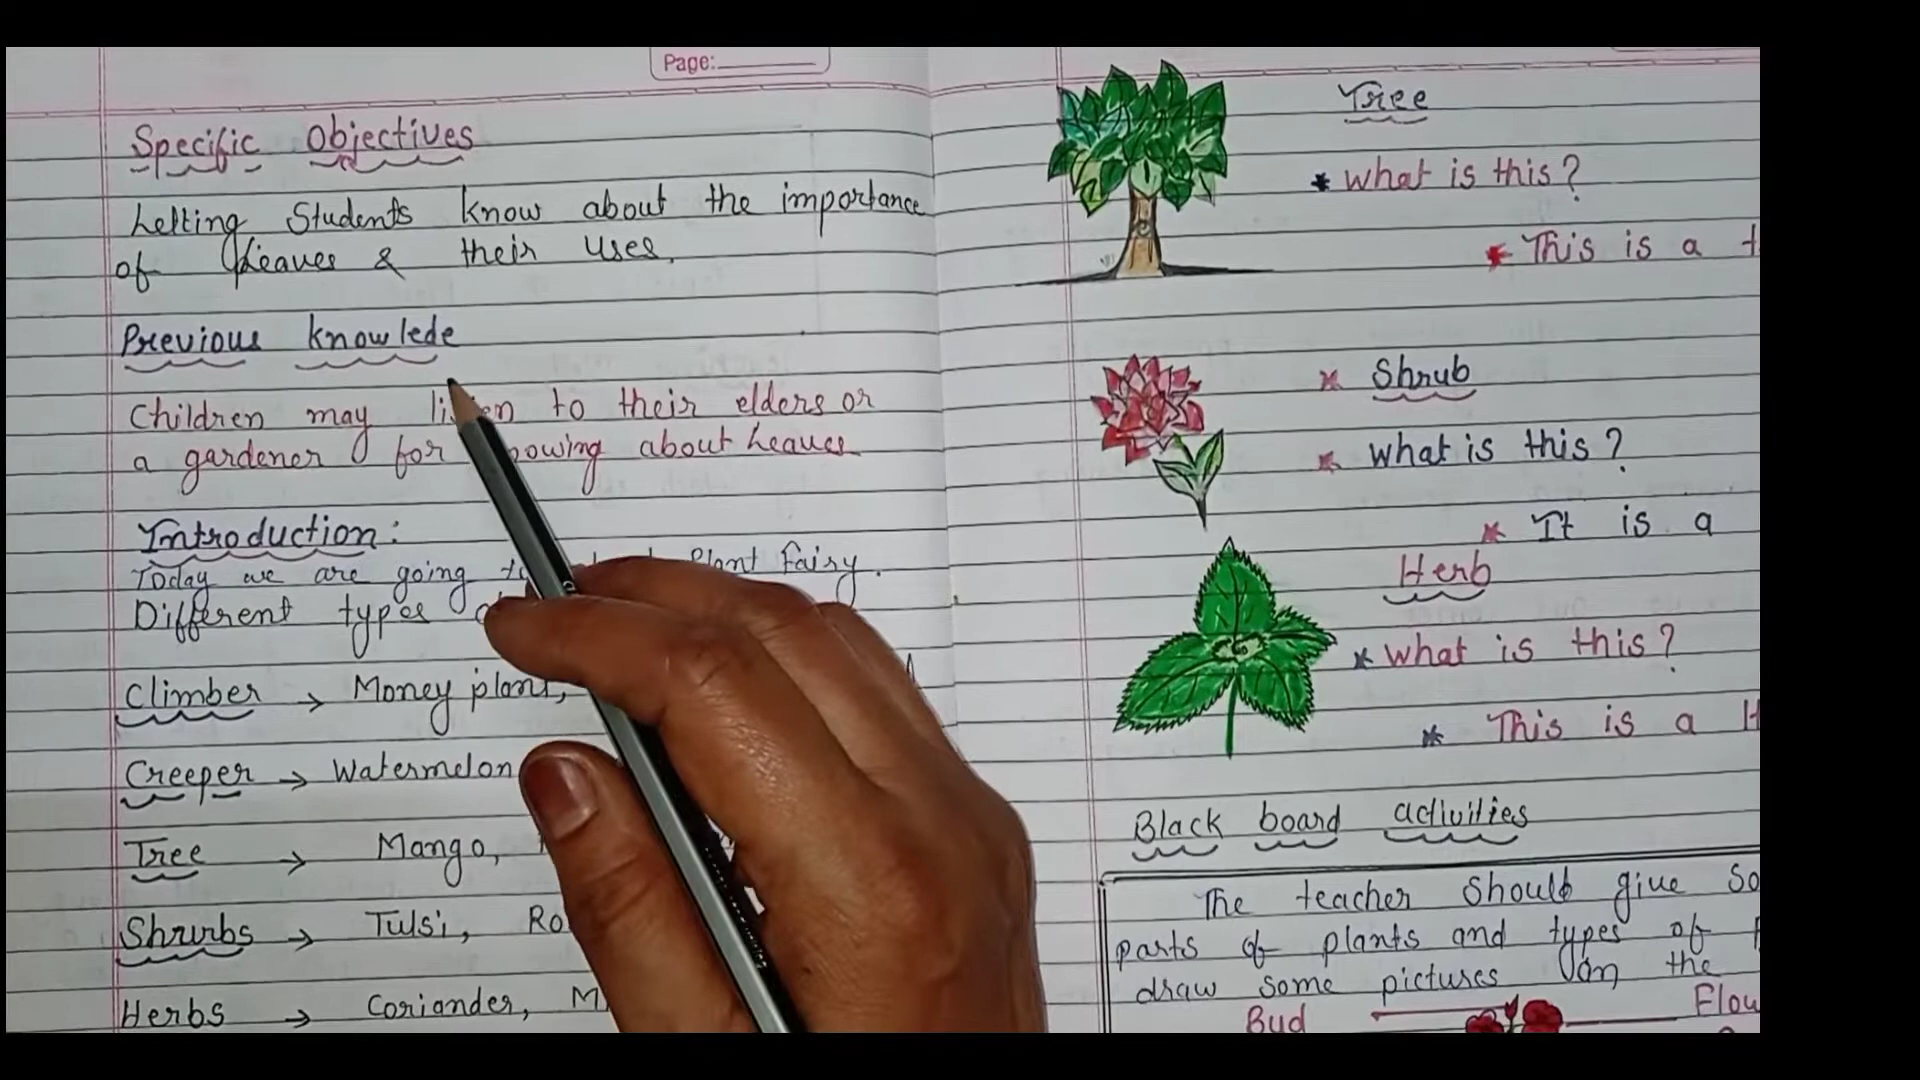 Page:
Specific Objectives
Letting Students know about the importance
of Leaves & their uses.
Previous knowlede
Children may to their elders or
a gardener for about Leaves
Introduction:
Today we are going Plant Fairy.
Different types
Climber → Money plant,
Creeper → Watermelon
Tree → Mango,
Shrurbs → Tulsi,
Herbs → Coriander,
Tree
* What is this?
* This is a
* Shrub
* What is this?
* It is a
Herb
* What is this?
* This is a
Black board activities
The teacher Should give
parts of plants and types of
draw some pictures on the
Bud